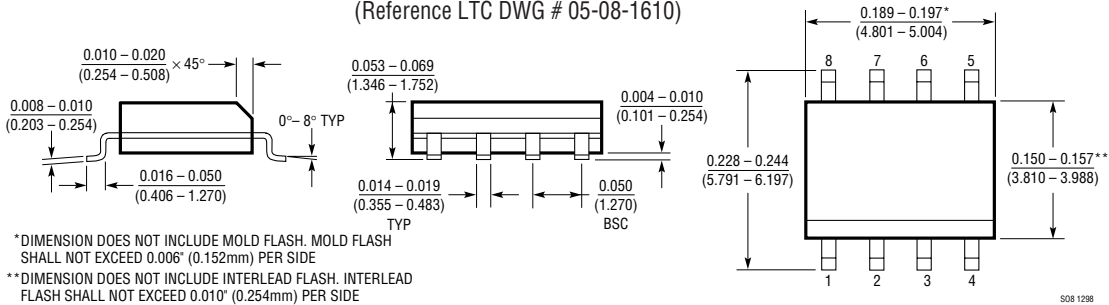 (Reference LTC DWG # 05-08-1610)
0.010 – 0.020
(0.254 – 0.508)
× 45°
0.008 – 0.010
(0.203 – 0.254)
0°– 8° TYP
0.016 – 0.050
(0.406 – 1.270)
0.053 – 0.069
(1.346 – 1.752)
0.004 – 0.010
(0.101 – 0.254)
0.014 – 0.019
(0.355 – 0.483)
TYP
0.050
(1.270)
BSC
0.189 – 0.197*
(4.801 – 5.004)
8 7 6 5
0.228 – 0.244
(5.791 – 6.197)
0.150 – 0.157**
(3.810 – 3.988)
1 2 3 4
*DIMENSION DOES NOT INCLUDE MOLD FLASH. MOLD FLASH
SHALL NOT EXCEED 0.006" (0.152mm) PER SIDE
**DIMENSION DOES NOT INCLUDE INTERLEAD FLASH. INTERLEAD
FLASH SHALL NOT EXCEED 0.010" (0.254mm) PER SIDE
SO8 1298